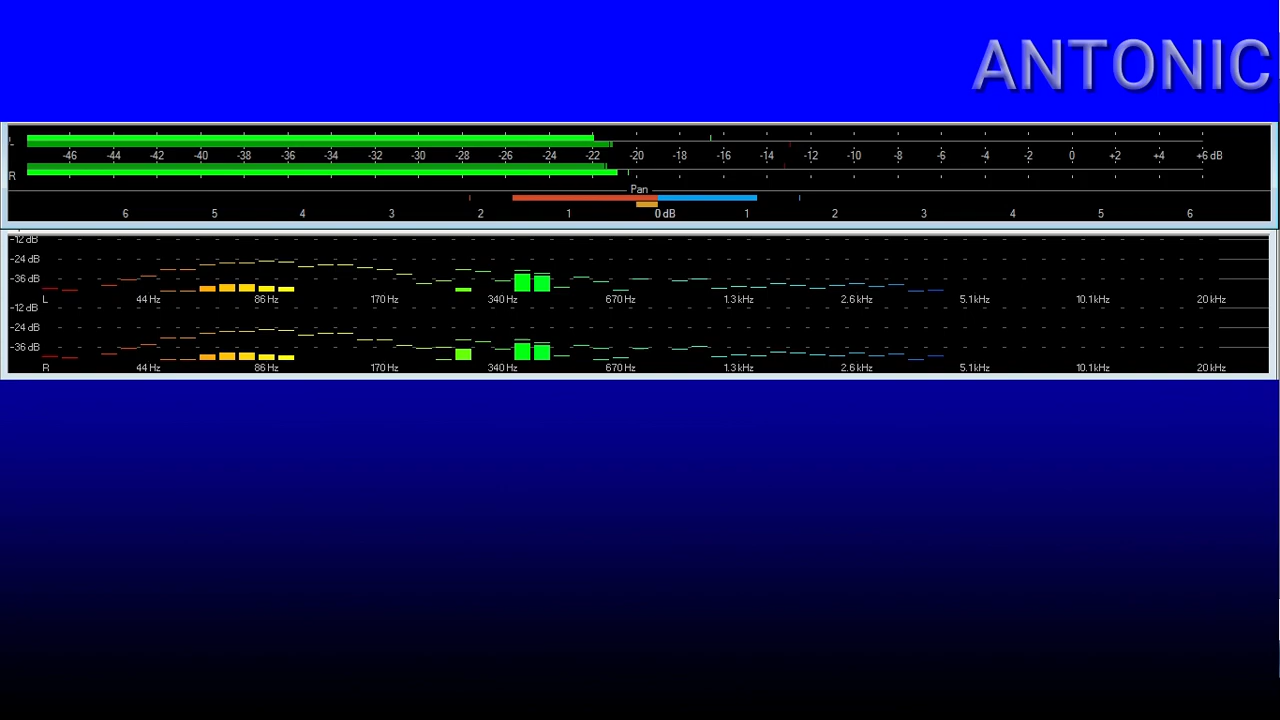 ANTONIC
L
-46 -44 -42 -40 -38 -36 -34 -32 -30 -28 -26 -24 -22 -20 -18 -16 -14 -12 -10 -8 -6 -4 -2 0 +2 +4 +6 dB
R
Pan
6 5 4 3 2 1 0 dB 1 2 3 4 5 6
-12 dB
-24 dB
-36 dB
L 44 Hz 86 Hz 170 Hz 340 Hz 670 Hz 1.3 kHz 2.6 kHz 5.1 kHz 10.1 kHz 20 kHz
-12 dB
-24 dB
-36 dB
R 44 Hz 86 Hz 170 Hz 340 Hz 670 Hz 1.3 kHz 2.6 kHz 5.1 kHz 10.1 kHz 20 kHz